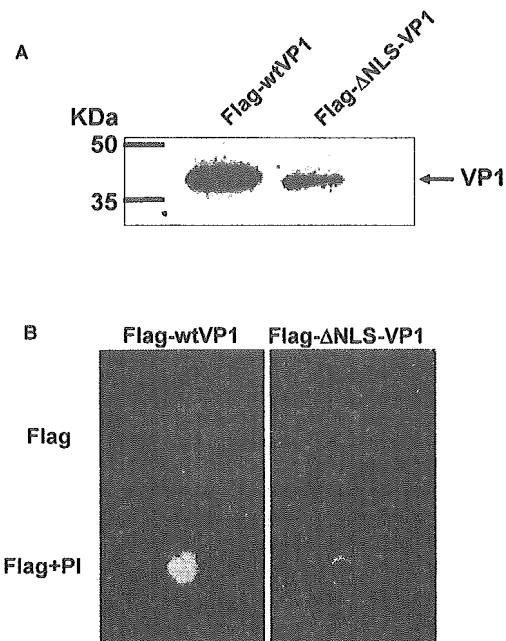 A
Flag-wtVP1
Flag-ΔNLS-VP1
KDa
50
35
VP1
B
Flag-wtVP1
Flag-ΔNLS-VP1
Flag
Flag+PI